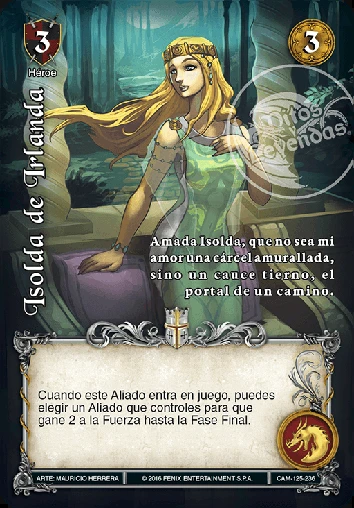 3
Héroe
3
Mitos
y Leyendas
Isolda de Irlanda
Amada Isolda; que no sea mi
amor una cárcel amurallada,
sino un cauce tierno, el
portal de un camino.
Cuando este Aliado entra en juego, puedes
elegir un Aliado que controles para que
gane 2 a la Fuerza hasta la Fase Final.
ARTE: MAURICIO HERRERA
© 2016 FENIX ENTERTAINMENT S.P.A.
CAM-125-236